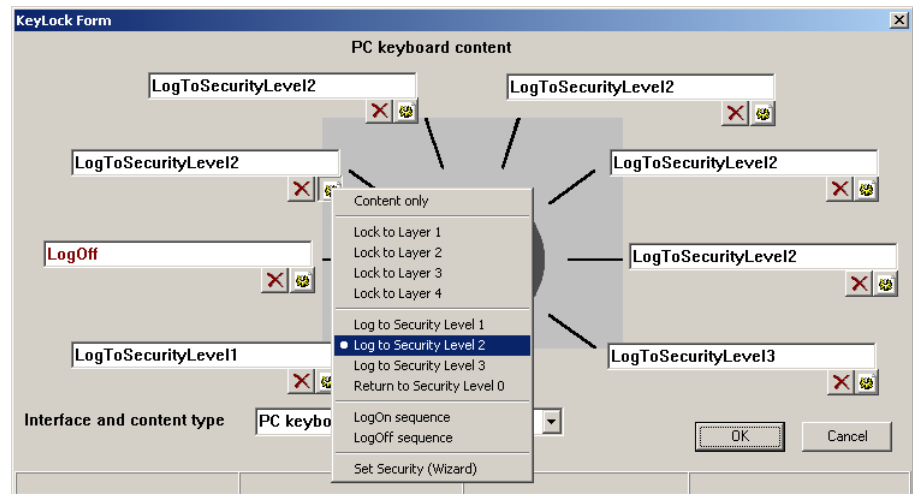 KeyLock Form
PC keyboard content
LogToSecurityLevel2
LogToSecurityLevel2
LogToSecurityLevel2
LogToSecurityLevel2
LogOff
LogToSecurityLevel2
LogToSecurityLevel1
LogToSecurityLevel3
Content only
Lock to Layer 1
Lock to Layer 2
Lock to Layer 3
Lock to Layer 4
Log to Security Level 1
Log to Security Level 2
Log to Security Level 3
Return to Security Level 0
LogOn sequence
LogOff sequence
Set Security (Wizard)
Interface and content type
PC keybo
OK
Cancel